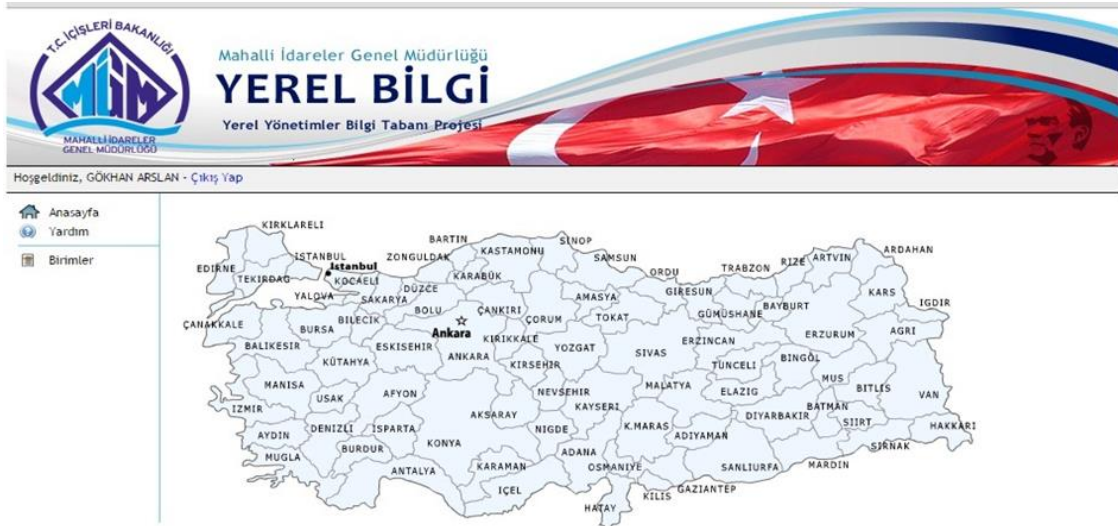 T.C. İÇİŞLERİ BAKANLIĞI
MİGM
MAHALLİ İDARELER
GENEL MÜDÜRLÜĞÜ
Mahalli İdareler Genel Müdürlüğü
YEREL BİLGİ
Yerel Yönetimler Bilgi Tabanı Projesi
Hoşgeldiniz, GÖKHAN ARSLAN - Çıkış Yap
Anasayfa
Yardım
Birimler
KIRKLARELI
EDIRNE
TEKIRDAG
ISTANBUL
Istanbul
KOCAELI
YALOVA
SAKARYA
DÜZCE
ZONGULDAK
BARTIN
KARABÜK
KASTAMONU
SINOP
SAMSUN
ORDU
GIRESUN
TRABZON
RIZE
ARTVIN
ARDAHAN
KARS
IGDIR
ÇANAKKALE
BALIKESIR
BURSA
BILECIK
BOLU
ÇANKIRI
ÇORUM
AMASYA
TOKAT
GÜMÜSHANE
BAYBURT
ERZURUM
AGRI
Ankara
ANKARA
ESKISEHIR
KÜTAHYA
KIRIKKALE
KIRSEHIR
YOZGAT
SIVAS
ERZINCAN
TUNCELI
BINGÖL
MUS
BITLIS
VAN
MANISA
USAK
AFYON
AKSARAY
NEVSEHIR
KAYSERI
MALATYA
ELAZIG
DIYARBAKIR
BATMAN
SIIRT
HAKKARI
SIRNAK
IZMIR
AYDIN
DENIZLI
ISPARTA
KONYA
NIGDE
K.MARAS
ADIYAMAN
MUGLA
BURDUR
ANTALYA
KARAMAN
IÇEL
ADANA
OSMANIYE
HATAY
KILIS
GAZIANTEP
SANLIURFA
MARDIN